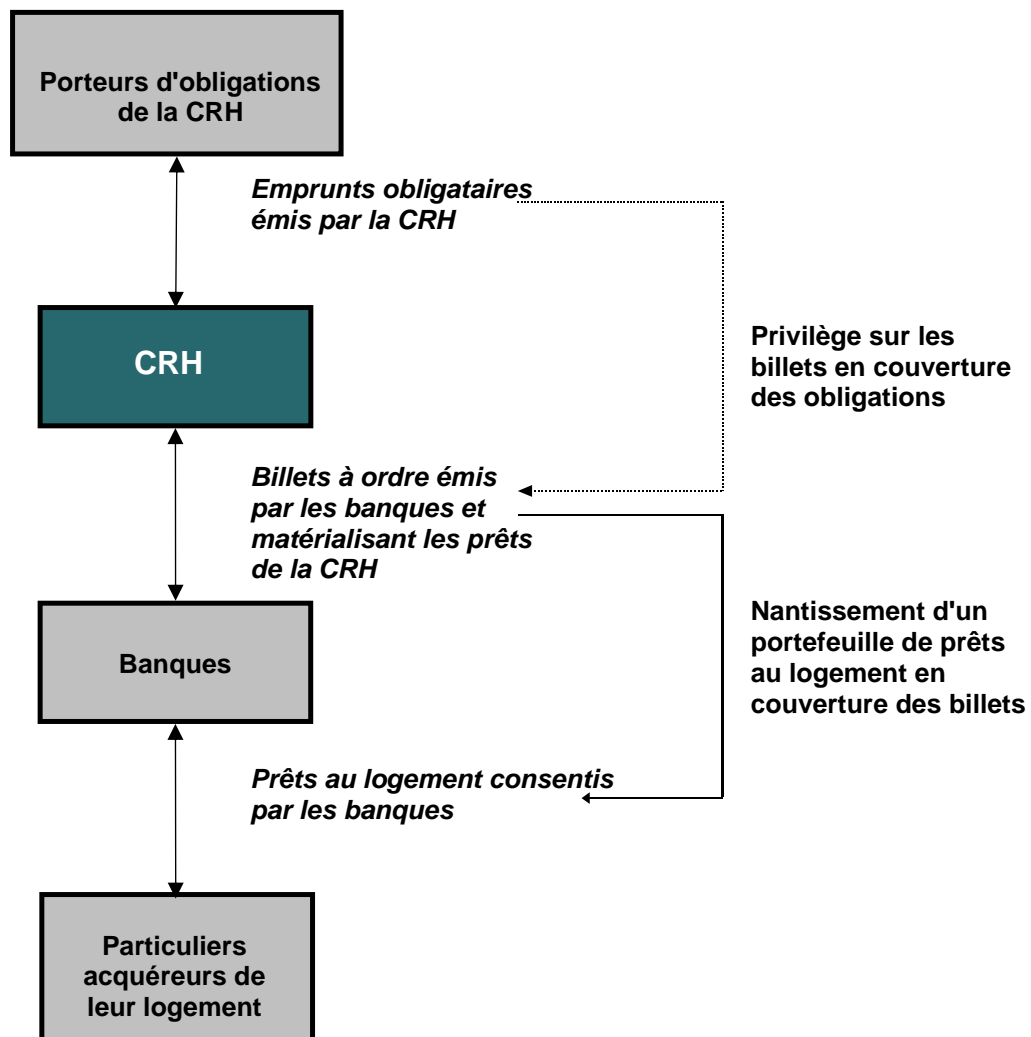 Porteurs d'obligations
de la CRH
Emprunts obligataires
émis par la CRH
CRH
Privilège sur les
billets en couverture
des obligations
Billets à ordre émis
par les banques et
matérialisant les prêts
de la CRH
Banques
Nantissement d'un
portefeuille de prêts
au logement en
couverture des billets
Prêts au logement consentis
par les banques
Particuliers
acquéreurs de
leur logement